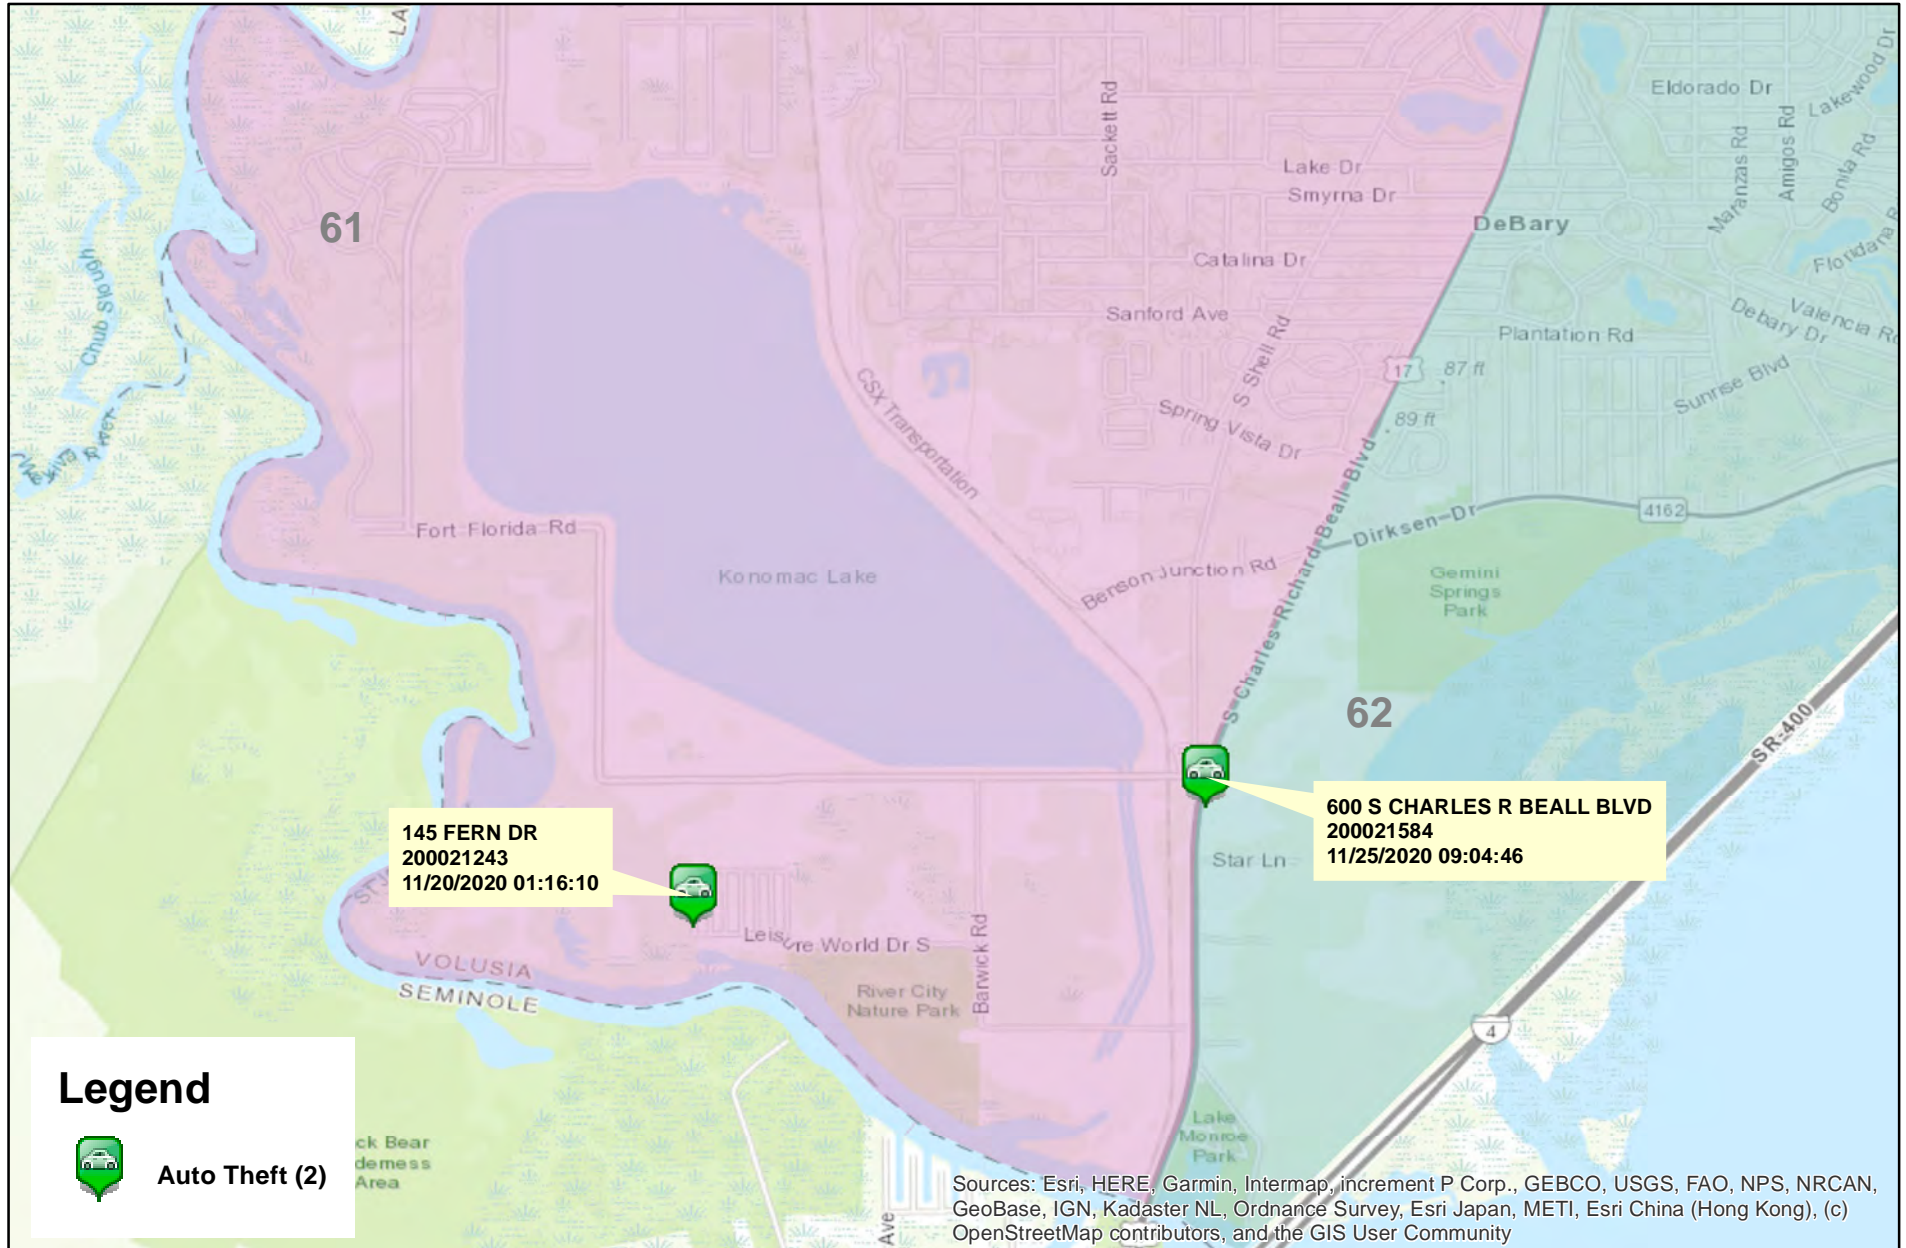 LA
Eldorado Dr
Lakewood Dr
Sackett Rd
Maranzas Rd
Amigos Rd
Bonita Rd
Lake Dr
Smyrna Dr
61
DeBary
Chub Slough
Catalina Dr
Sanford Ave
Debary Dr
Valencia
Plantation Rd
S Shell Rd
CSX Transportation
17
87 ft
Sunrise Blvd
89 ft
Spring Vista Dr
River
4162
Fort Florida Rd
Dirksen Dr
Konomac Lake
Benson Junction Rd
Gemini
Springs
Park
S Charles Richard Beall Blvd
62
SR-400
145 FERN DR
200021243
11/20/2020 01:16:10
600 S CHARLES R BEALL BLVD
200021584
11/25/2020 09:04:46
Star Ln
Leisure World Dr S
Barwick Rd
VOLUSIA
SEMINOLE
River City
Nature Park
4
Legend
Auto Theft (2)
ck Bear
derness
Area
Lake
Monroe
Park
Ave
Sources: Esri, HERE, Garmin, Intermap, increment P Corp., GEBCO, USGS, FAO, NPS, NRCAN,
GeoBase, IGN, Kadaster NL, Ordnance Survey, Esri Japan, METI, Esri China (Hong Kong), (c)
OpenStreetMap contributors, and the GIS User Community